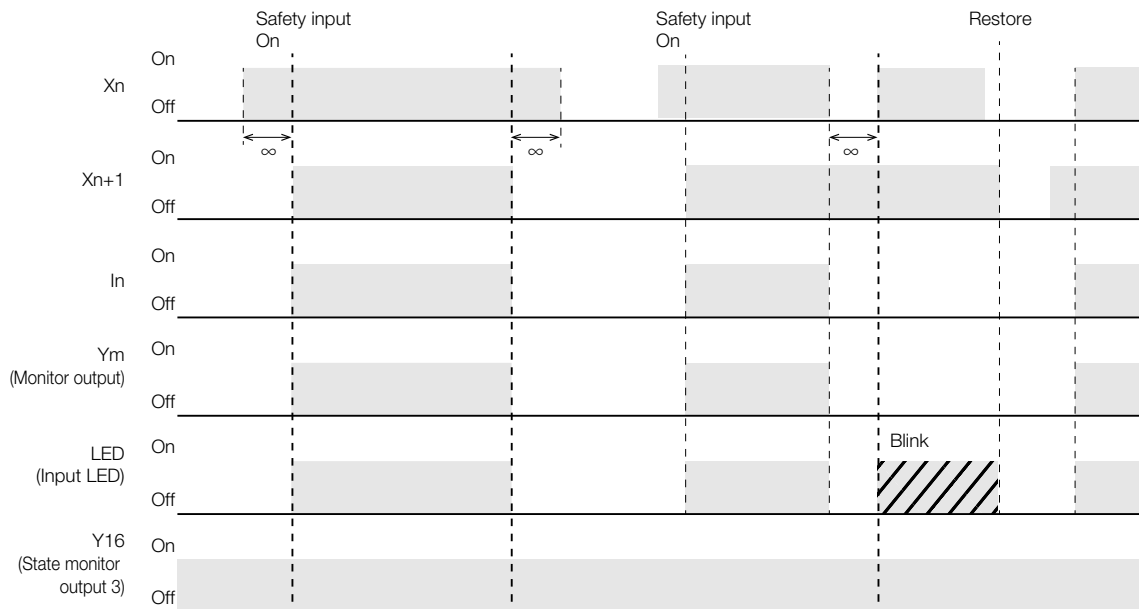 Safety input
On
Safety input
On
Restore
Xn
On
Off
∞
∞
∞
Xn+1
On
Off
In
On
Off
Ym
(Monitor output)
On
Off
LED
(Input LED)
On
Off
Blink
Y16
(State monitor
output 3)
On
Off